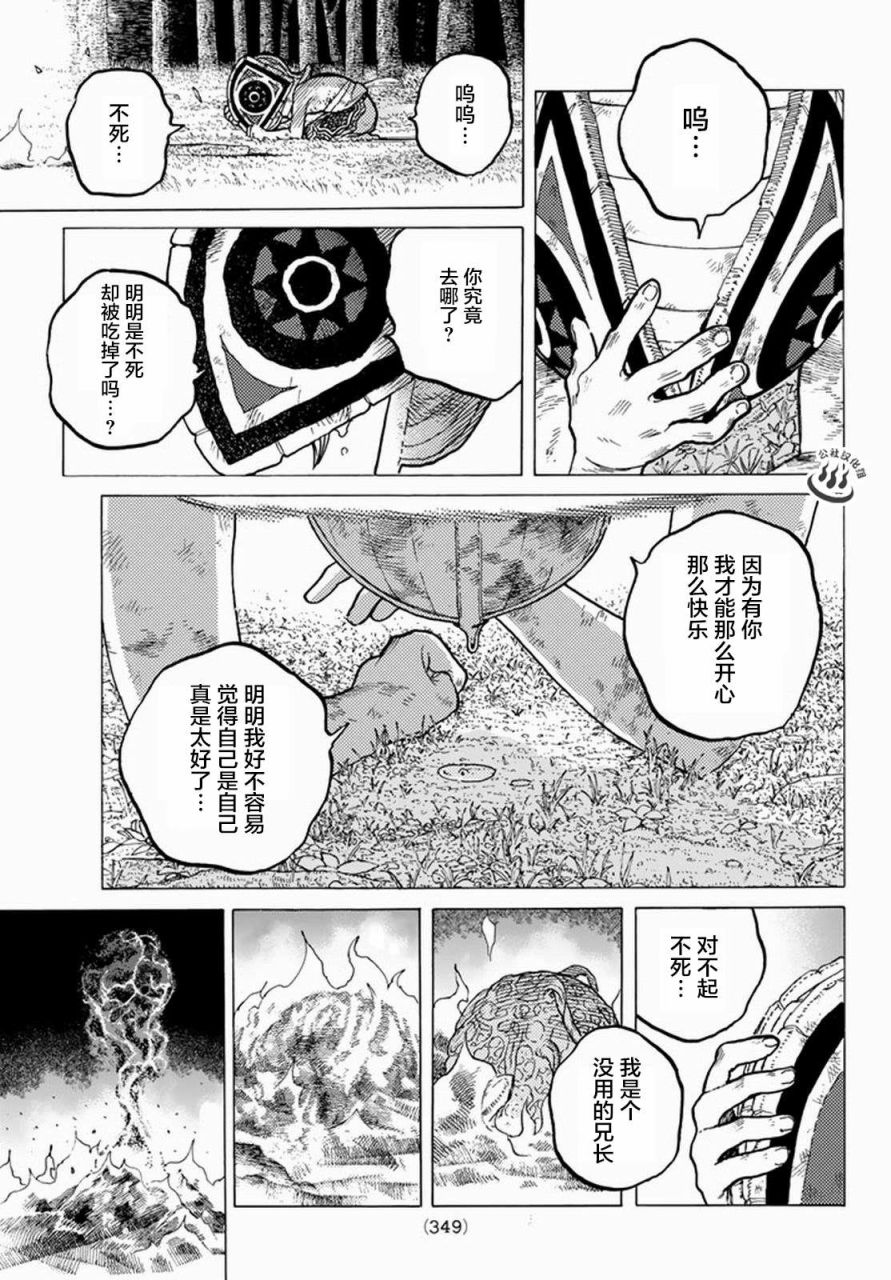 呜…
呜呜…
不死…
你究竟
去哪了？
明明是不死
却被吃掉了吗…？
因为有你
我才能那么开心
那么快乐
明明我好不容易
觉得自己是自己
真是太好了…
对不起
不死…
我是个
没用的兄长
公社汉化组
(349)